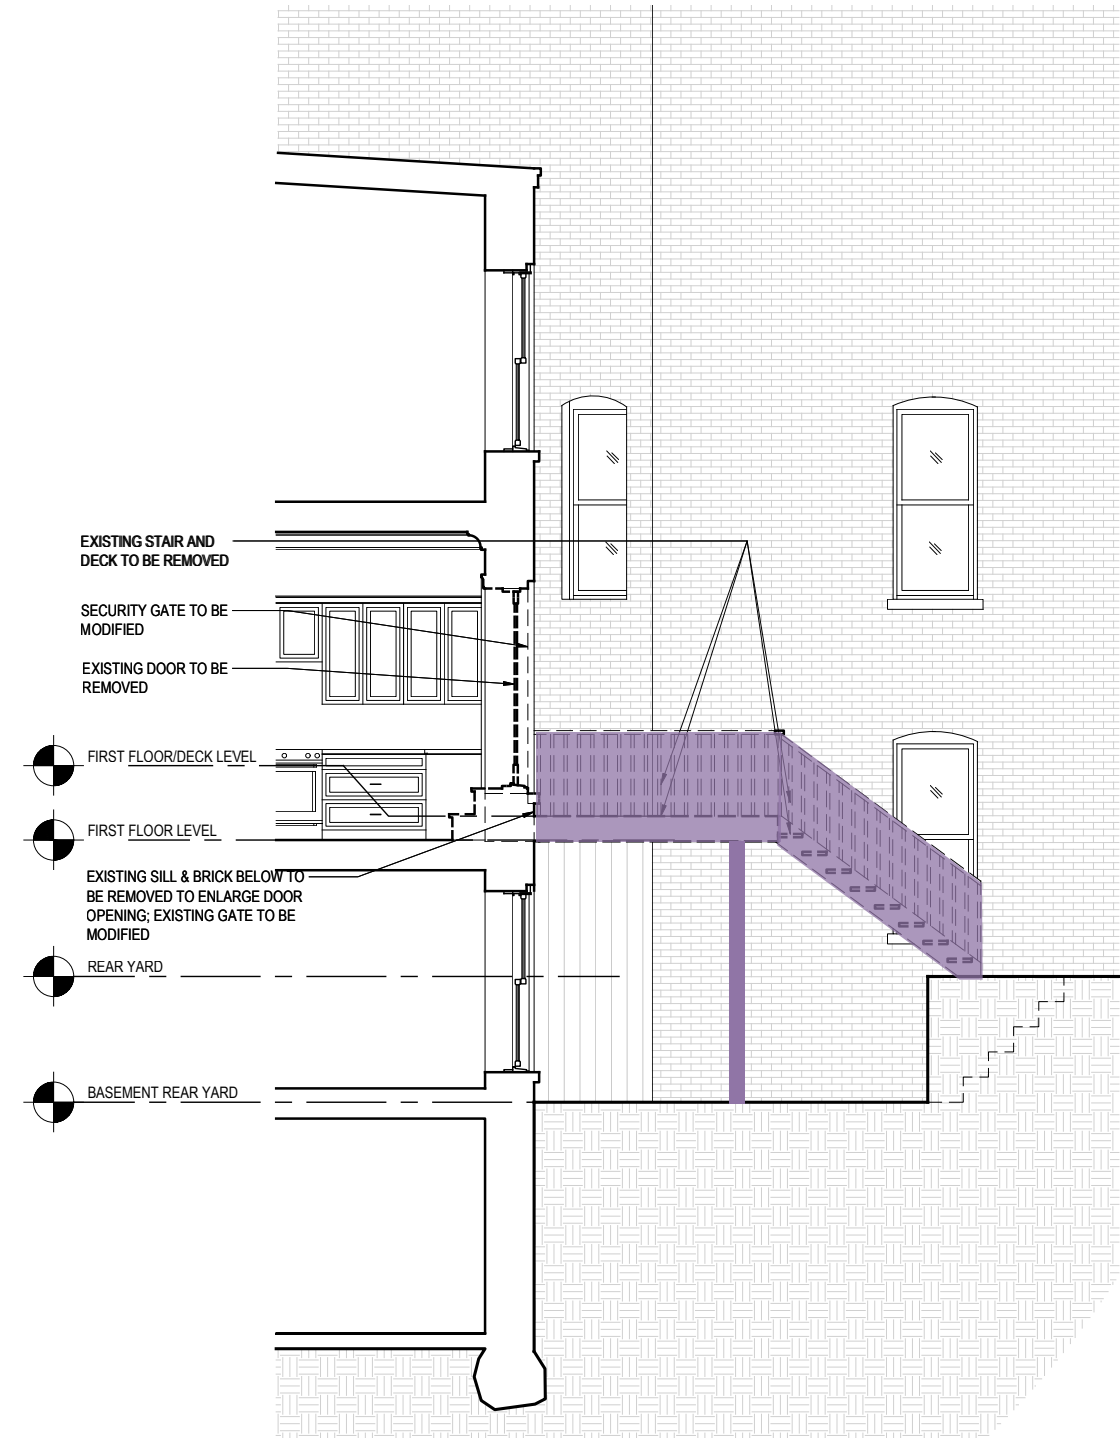 EXISTING STAIR AND
DECK TO BE REMOVED
SECURITY GATE TO BE
MODIFIED
EXISTING DOOR TO BE
REMOVED
FIRST FLOOR/DECK LEVEL
FIRST FLOOR LEVEL
EXISTING SILL & BRICK BELOW TO
BE REMOVED TO ENLARGE DOOR
OPENING; EXISTING GATE TO BE
MODIFIED
REAR YARD
BASEMENT REAR YARD